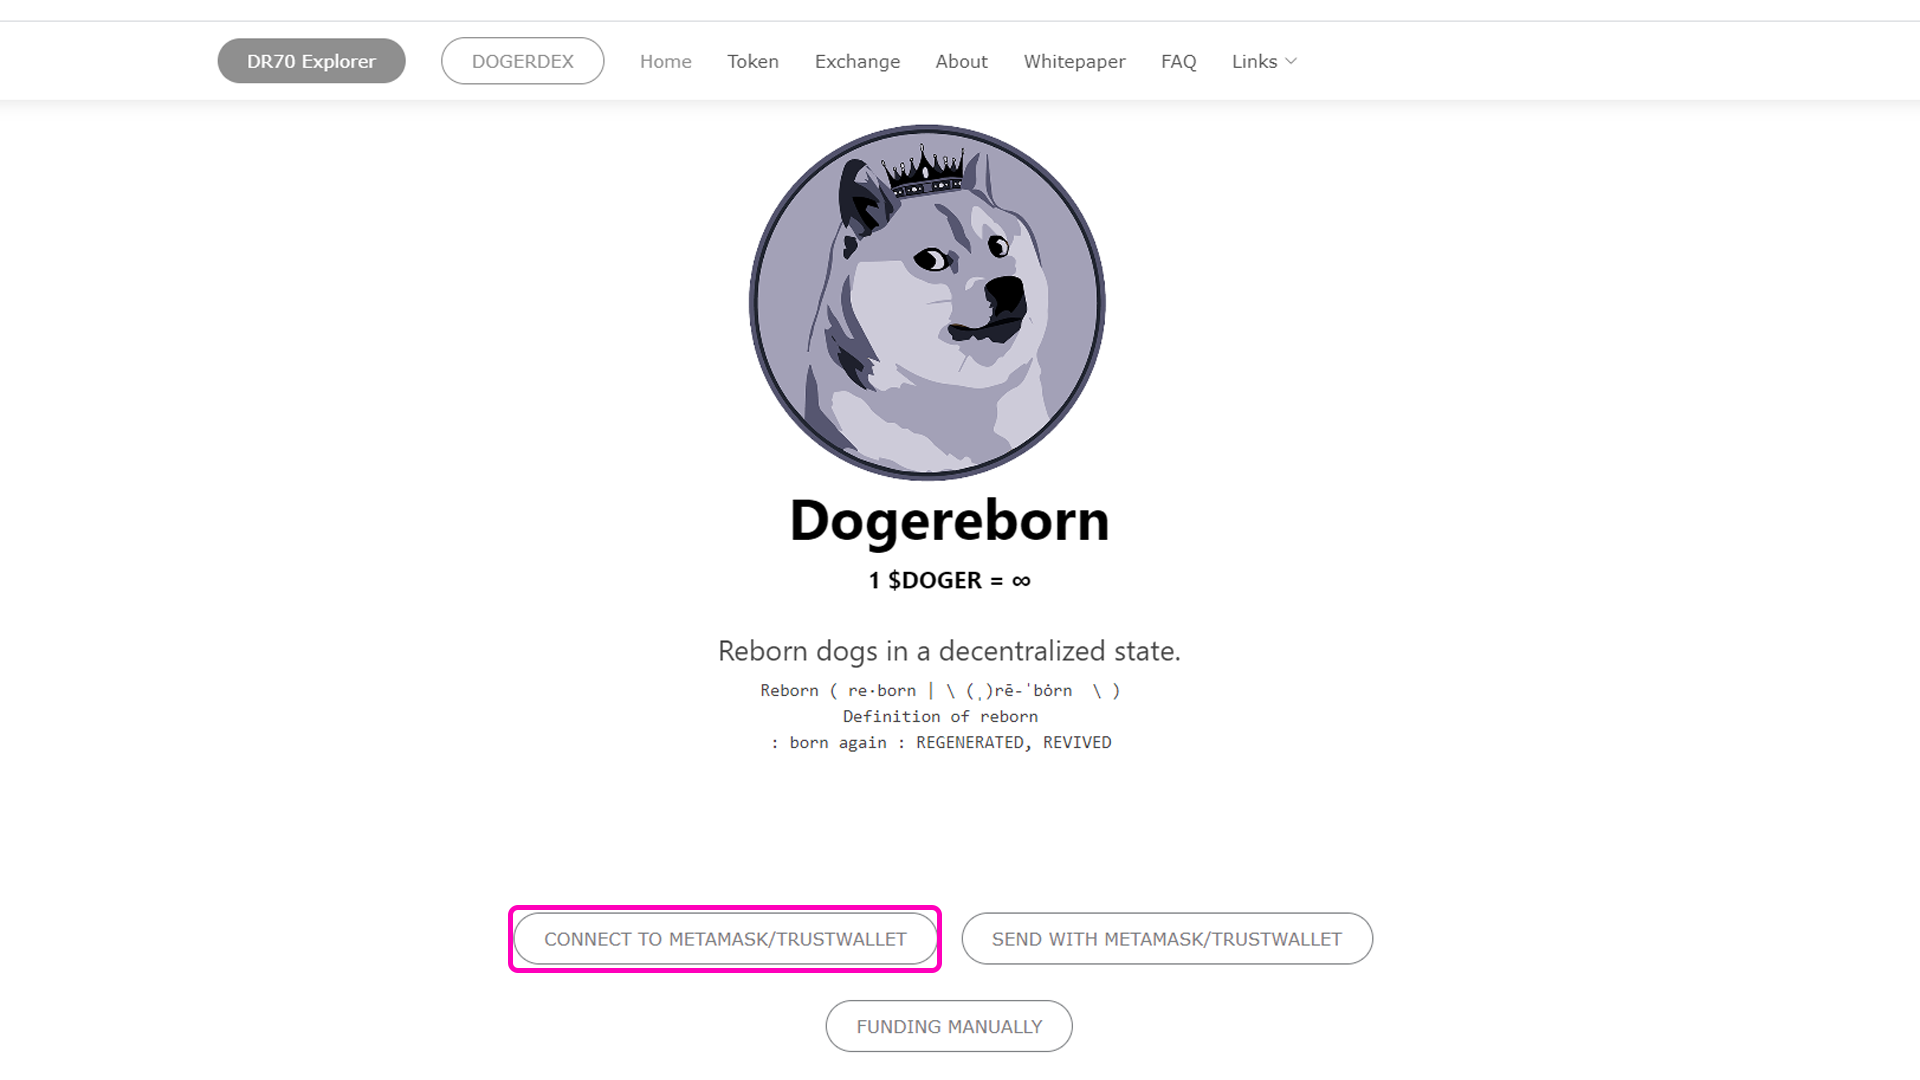 DR70 Explorer DOGERDEX Home Token Exchange About Whitepaper FAQ Links
Dogereborn
1 $DOGER = ∞
Reborn dogs in a decentralized state.
Reborn ( re·born | \ (ˌ)rē-ˈbȯrn  \ )
Definition of reborn
: born again : REGENERATED, REVIVED
CONNECT TO METAMASK/TRUSTWALLET SEND WITH METAMASK/TRUSTWALLET
FUNDING MANUALLY